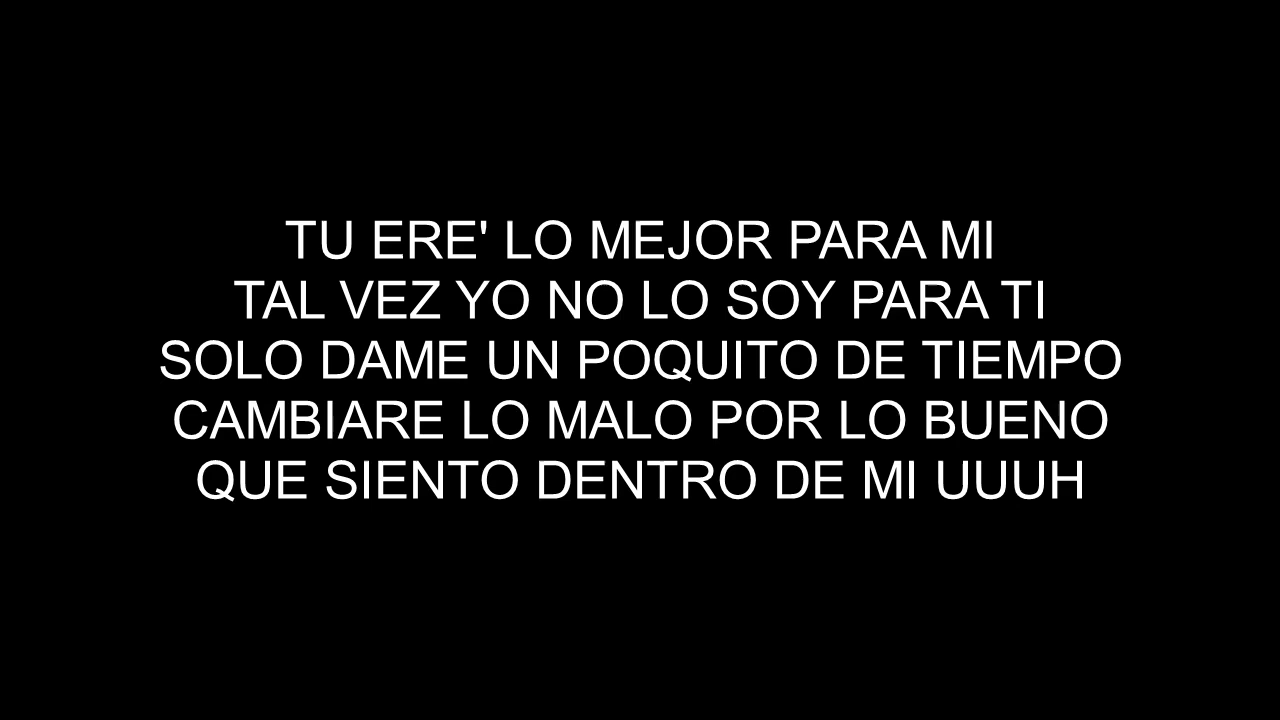 TU ERE' LO MEJOR PARA MI
TAL VEZ YO NO LO SOY PARA TI
SOLO DAME UN POQUITO DE TIEMPO
CAMBIARE LO MALO POR LO BUENO
QUE SIENTO DENTRO DE MI UUUH